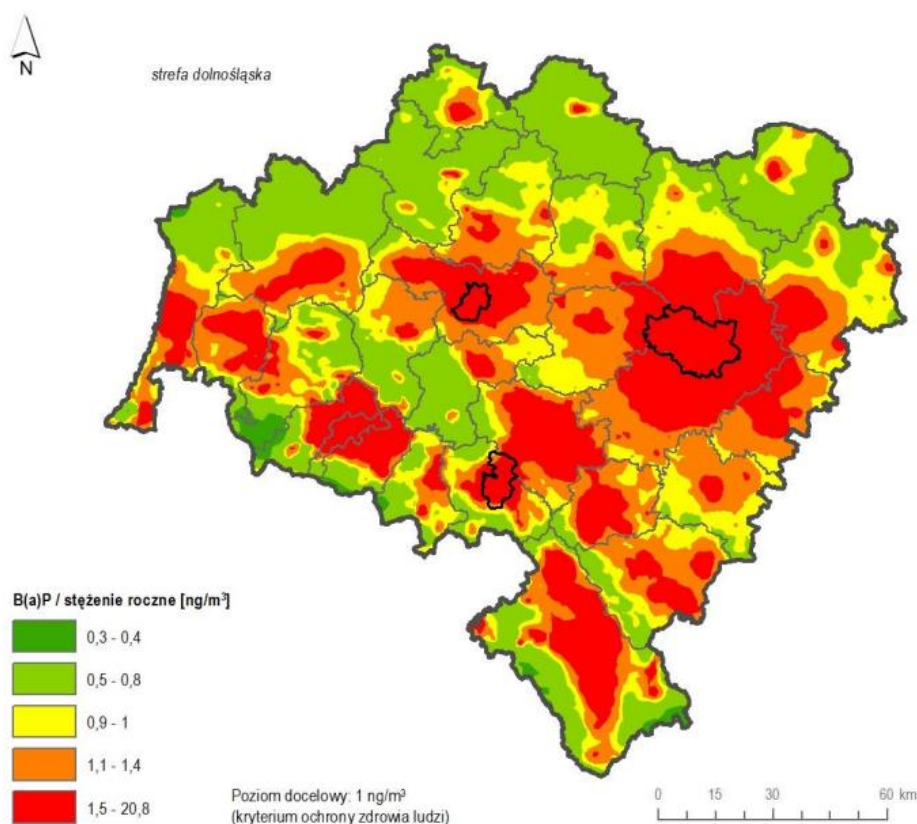 N
strefa dolnośląska
B(a)P / stężenie roczne [ng/m³]
0,3 - 0,4
0,5 - 0,8
0,9 - 1
1,1 - 1,4
1,5 - 20,8
Poziom docelowy: 1 ng/m³
(kryterium ochrony zdrowia ludzi)
0 15 30 60 km